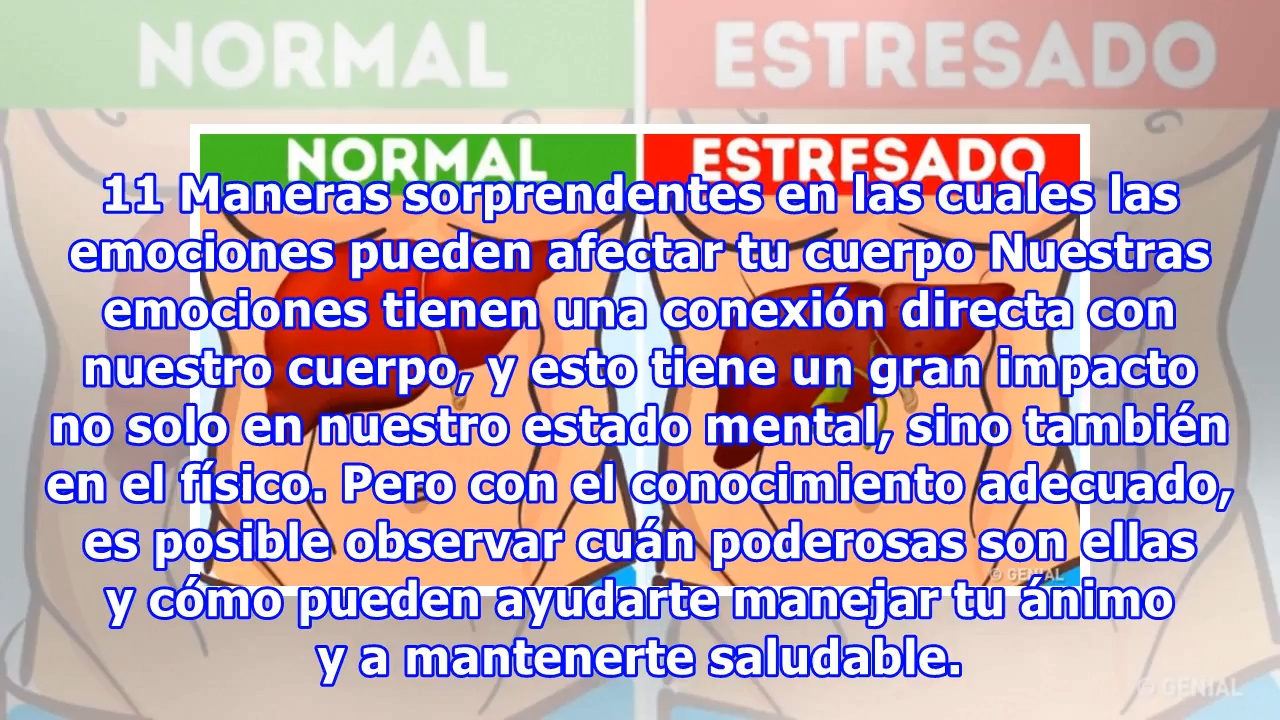 NORMAL
ESTRESADO
NORMAL
ESTRESADO
11 Maneras sorprendentes en las cuales las
emociones pueden afectar tu cuerpo Nuestras
emociones tienen una conexión directa con
nuestro cuerpo, y esto tiene un gran impacto
no solo en nuestro estado mental, sino también
en el físico. Pero con el conocimiento adecuado,
es posible observar cuán poderosas son ellas
y cómo pueden ayudarte manejar tu ánimo
y a mantenerte saludable.
© GENIAL
© GENIAL